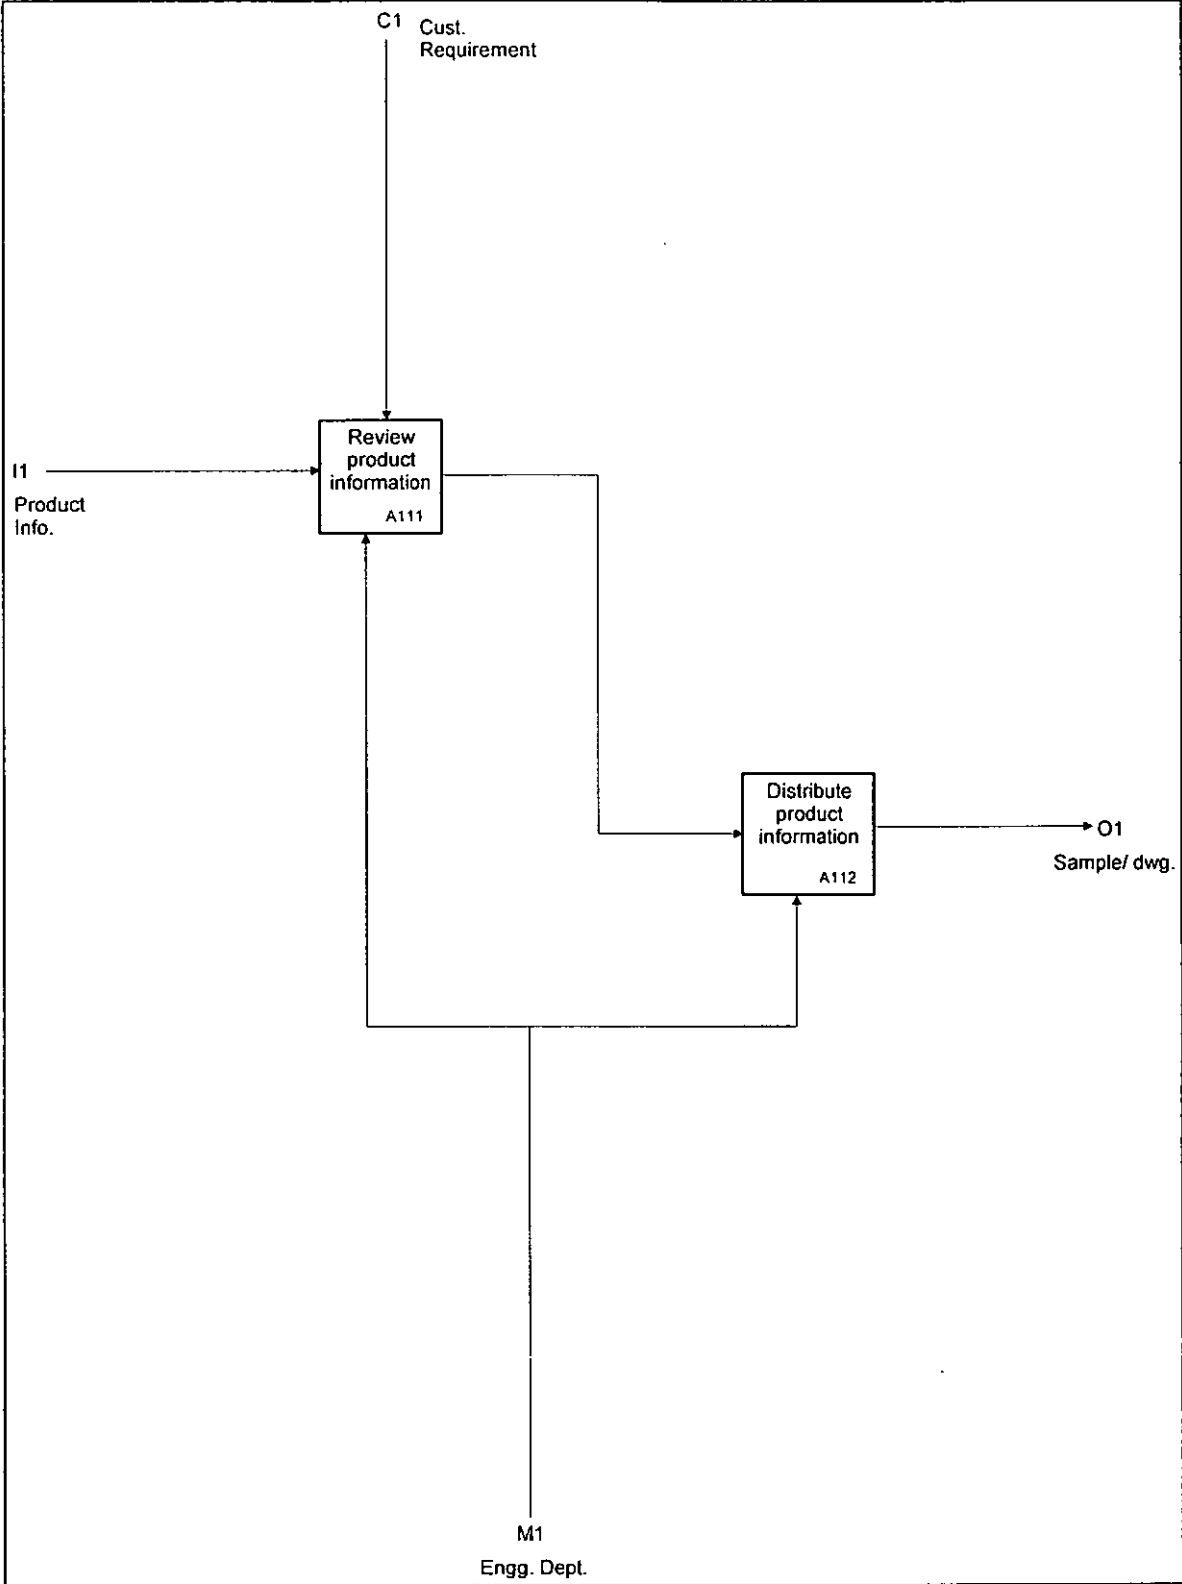 C1 Cust.
Requirement
Review
product
information
A111
I1
Product
Info.
Distribute
product
information
A112
O1
Sample/ dwg.
M1
Engg. Dept.